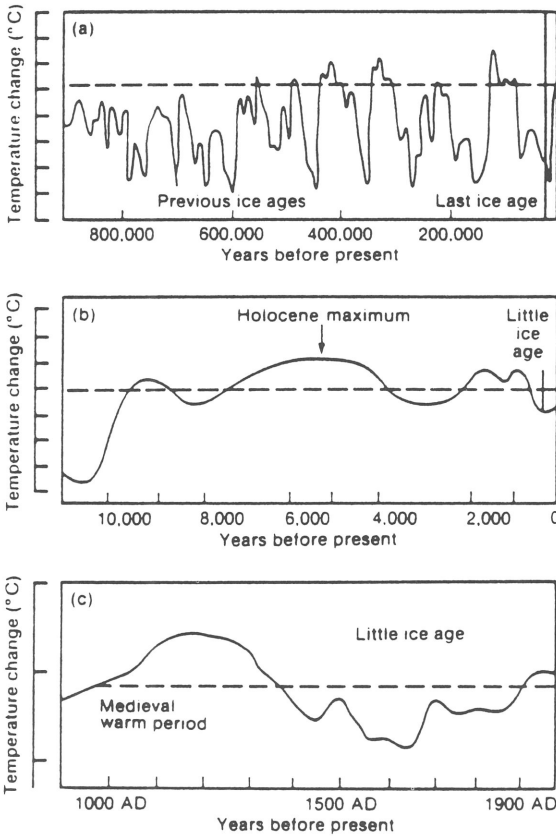 Temperature change (°C)
(a)
Previous ice ages
Last ice age
800,000
600,000
400,000
200,000
Years before present
Temperature change (°C)
(b)
Holocene maximum
Little
ice
age
10,000
8,000
6,000
4,000
2,000
0
Years before present
Temperature change (°C)
(c)
Little ice age
Medieval
warm period
1000 AD
1500 AD
1900 AD
Years before present